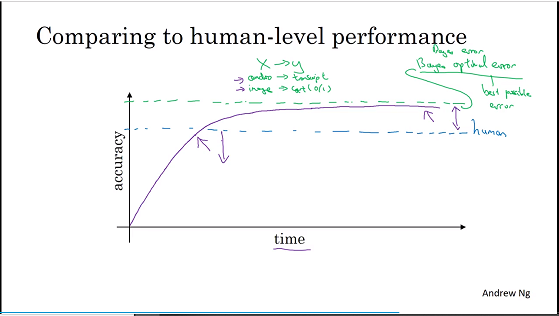 Comparing to human-level performance
Bayes error
Bayes optimal error
x → y
→ audio → transcript
→ image → cat (0/1)
best possible
error
human
accuracy
time
Andrew Ng